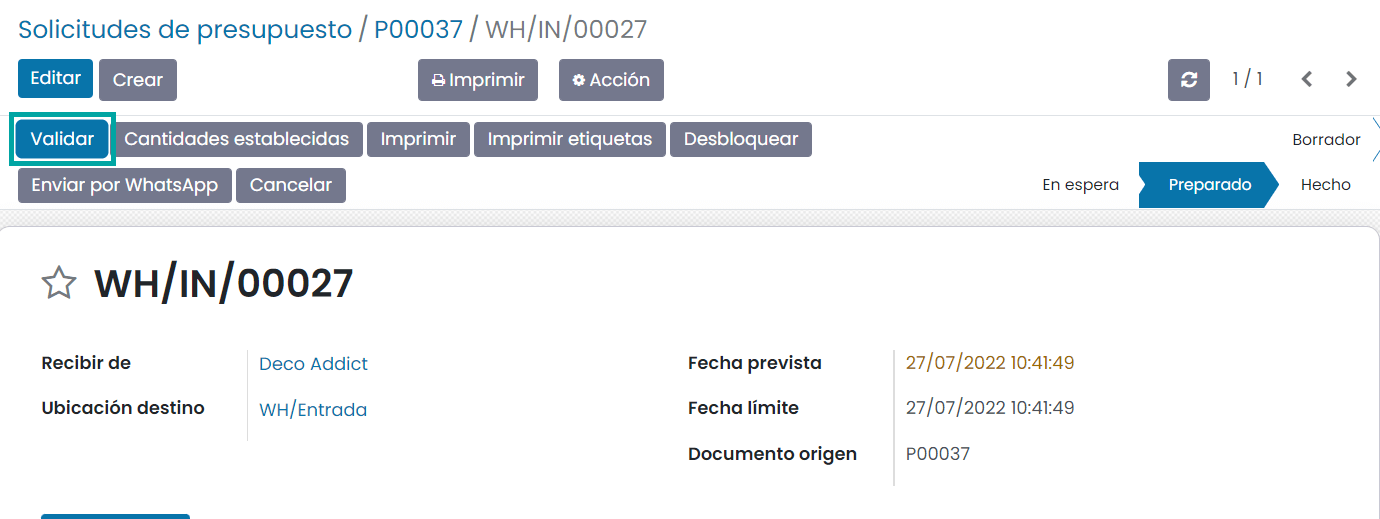 Solicitudes de presupuesto / P00037 / WH/IN/00027
Editar Crear Imprimir Acción 1 / 1
Validar Cantidades establecidas Imprimir Imprimir etiquetas Desbloquear Borrador
Enviar por WhatsApp Cancelar En espera Preparado Hecho
WH/IN/00027
Recibir de Deco Addict Fecha prevista 27/07/2022 10:41:49
Ubicación destino WH/Entrada Fecha límite 27/07/2022 10:41:49
Documento origen P00037